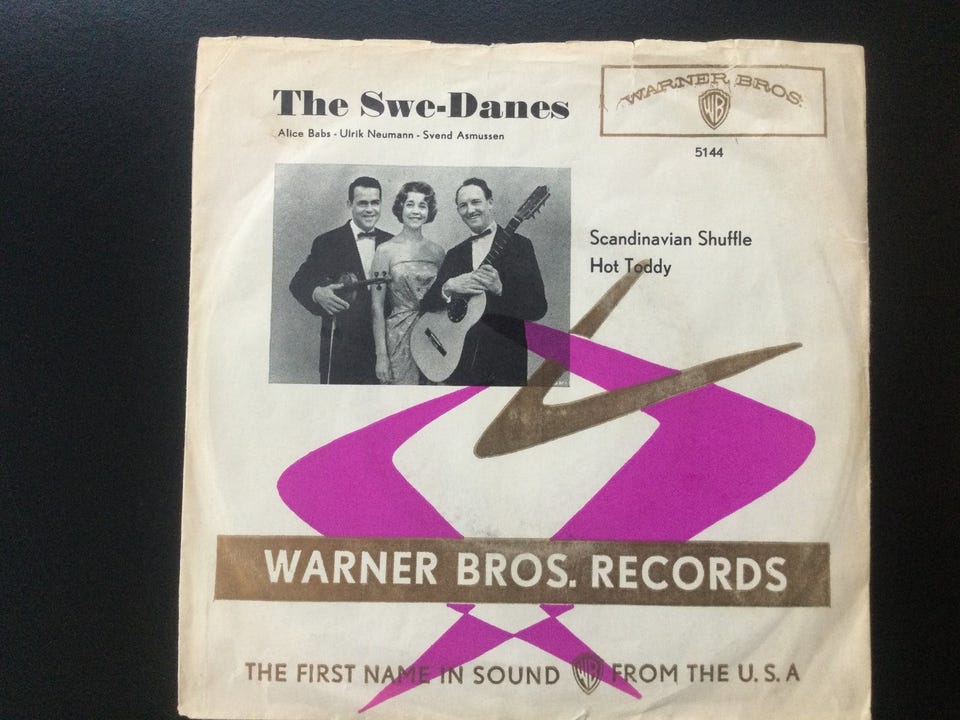 The Swe-Danes
Alice Babs - Ulrik Neumann - Svend Asmussen
WARNER BROS.
WB
5144
Scandinavian Shuffle
Hot Toddy
WARNER BROS. RECORDS
THE FIRST NAME IN SOUND WB FROM THE U.S.A